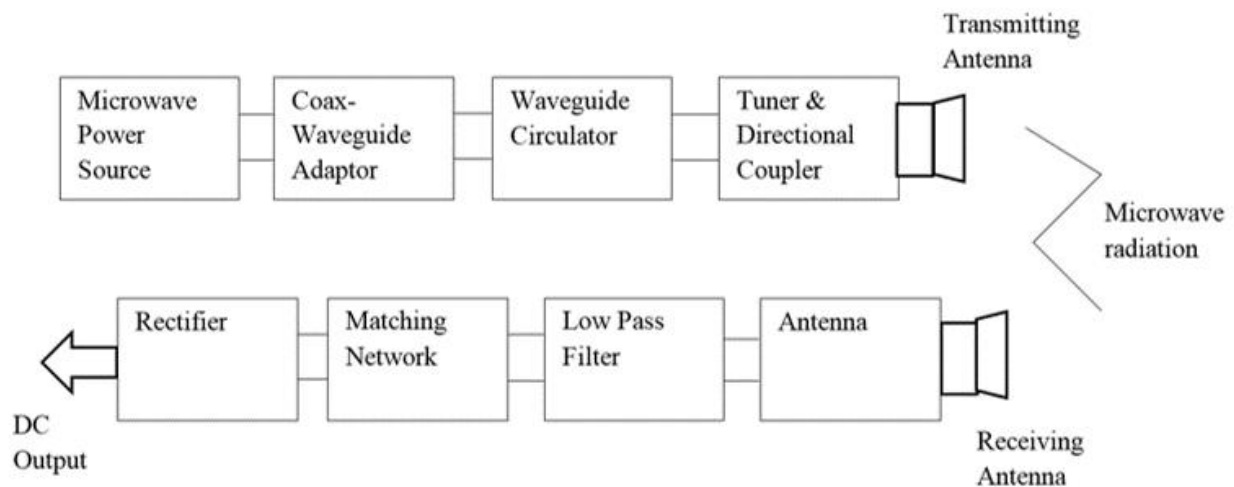 Transmitting
Antenna
Microwave
Power
Source
Coax-
Waveguide
Adaptor
Waveguide
Circulator
Tuner &
Directional
Coupler
Microwave
radiation
Rectifier
Matching
Network
Low Pass
Filter
Antenna
DC
Output
Receiving
Antenna